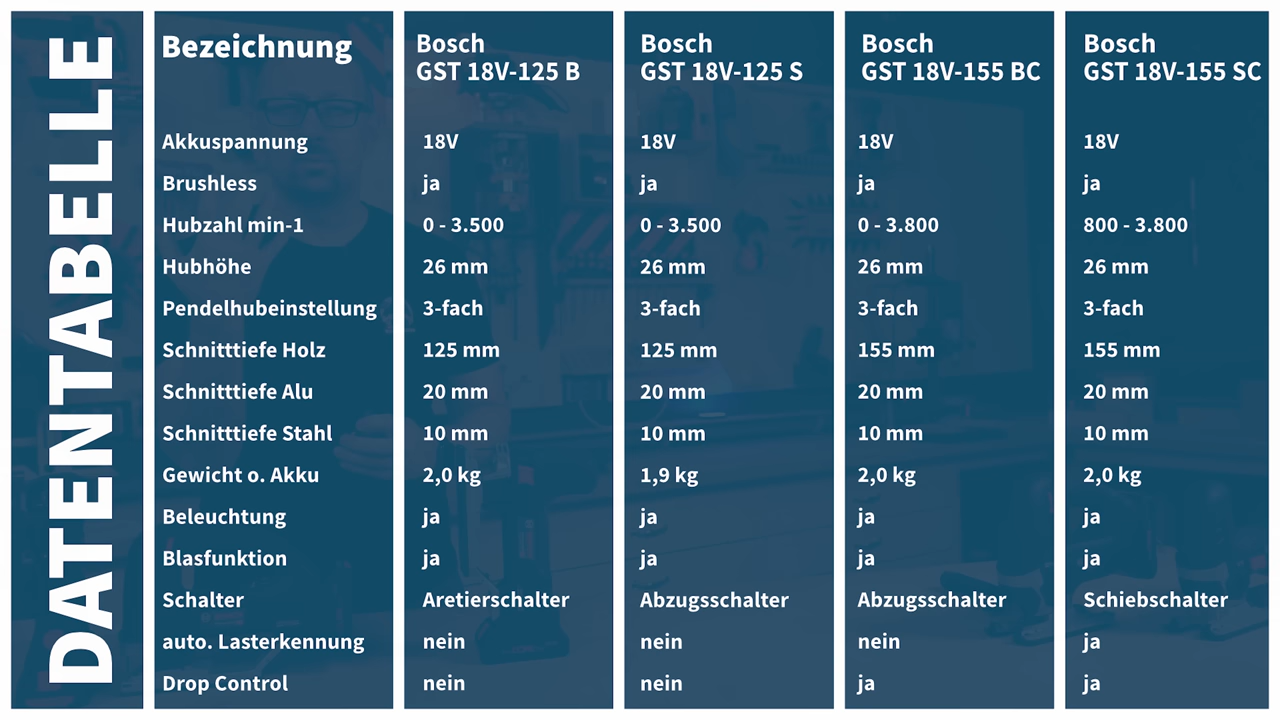 DATENTABELLE
Bezeichnung Bosch GST 18V-125 B Bosch GST 18V-125 S Bosch GST 18V-155 BC Bosch GST 18V-155 SC
Akkuspannung 18V 18V 18V 18V
Brushless ja ja ja ja
Hubzahl min-1 0 - 3.500 0 - 3.500 0 - 3.800 800 - 3.800
Hubhöhe 26 mm 26 mm 26 mm 26 mm
Pendelhubeinstellung 3-fach 3-fach 3-fach 3-fach
Schnitttiefe Holz 125 mm 125 mm 155 mm 155 mm
Schnitttiefe Alu 20 mm 20 mm 20 mm 20 mm
Schnitttiefe Stahl 10 mm 10 mm 10 mm 10 mm
Gewicht o. Akku 2,0 kg 1,9 kg 2,0 kg 2,0 kg
Beleuchtung ja ja ja ja
Blasfunktion ja ja ja ja
Schalter Aretierschalter Abzugsschalter Abzugsschalter Schiebschalter
auto. Lasterkennung nein nein nein ja
Drop Control nein nein ja ja